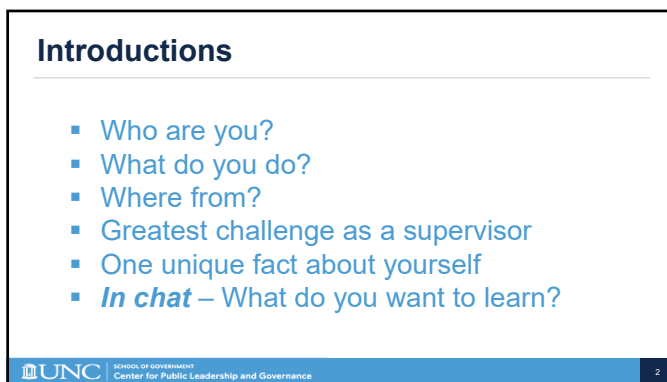 Introductions
▪ Who are you?
▪ What do you do?
▪ Where from?
▪ Greatest challenge as a supervisor
▪ One unique fact about yourself
▪ In chat – What do you want to learn?
UNC SCHOOL OF GOVERNMENT
Center for Public Leadership and Governance
2